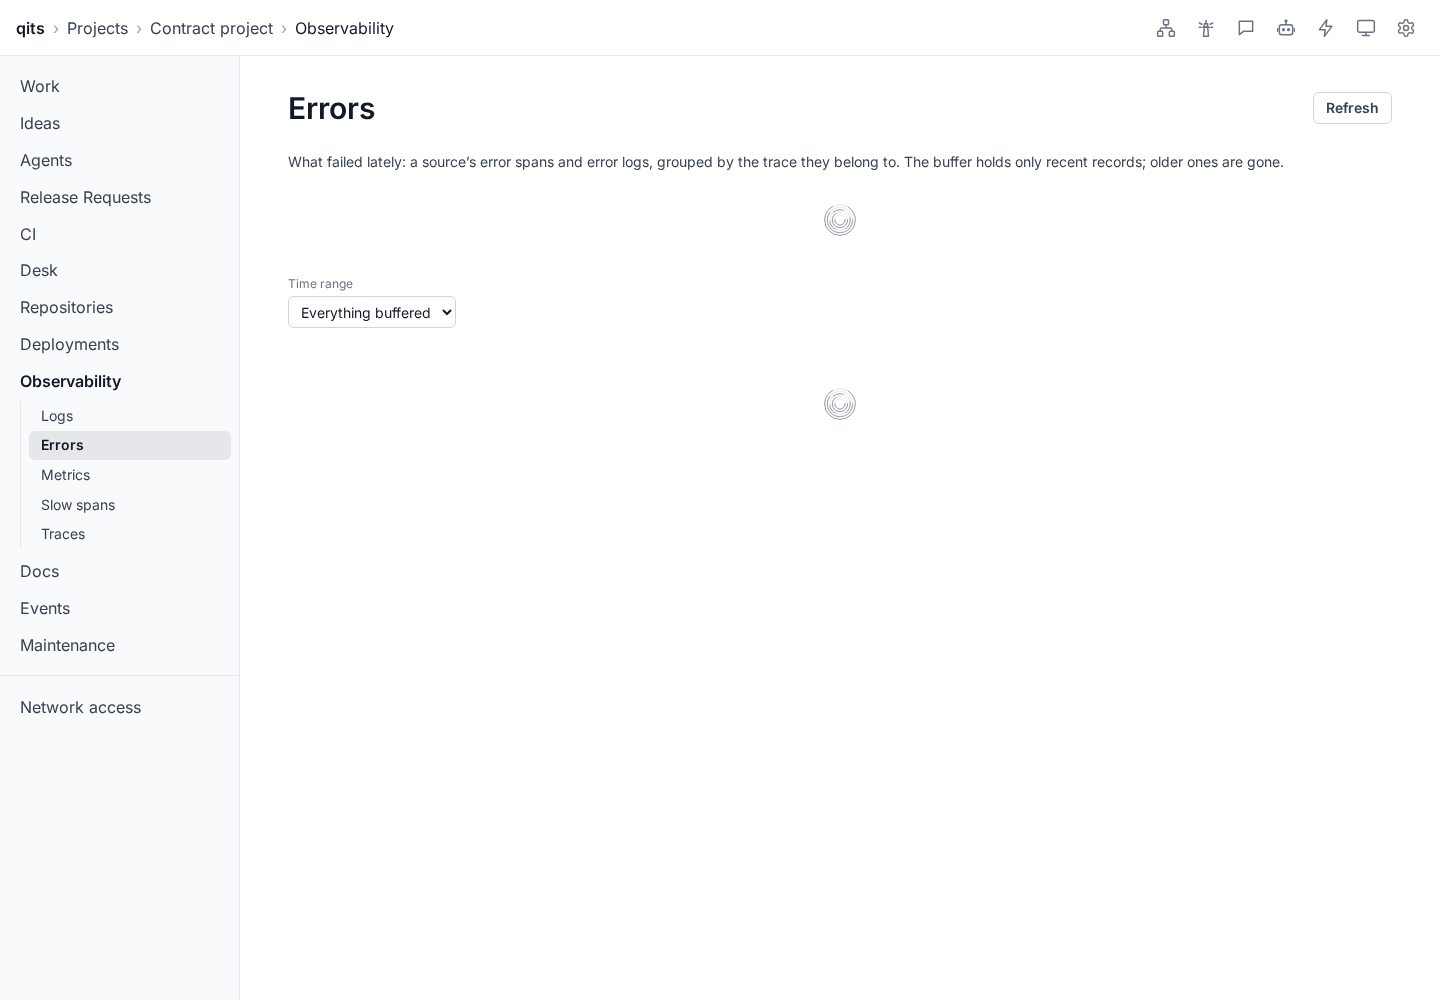 qits › Projects › Contract project › Observability
Work
Ideas
Agents
Release Requests
CI
Desk
Repositories
Deployments
Observability
Logs
Errors
Metrics
Slow spans
Traces
Docs
Events
Maintenance
Network access
Errors
Refresh
What failed lately: a source’s error spans and error logs, grouped by the trace they belong to. The buffer holds only recent records; older ones are gone.
Time range
Everything buffered